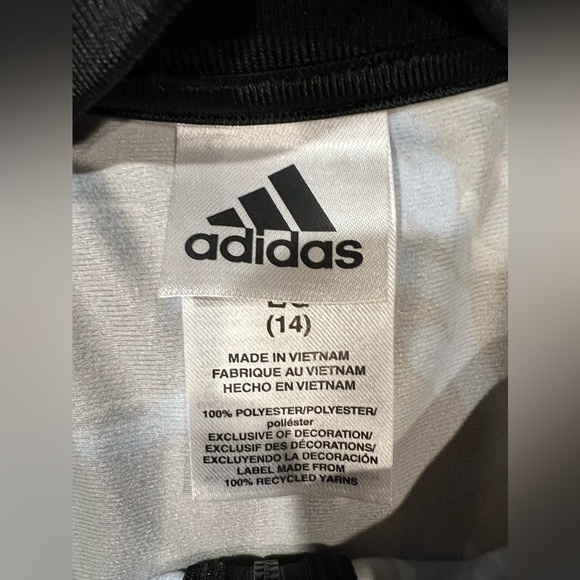 adidas
(14)
MADE IN VIETNAM
FABRIQUE AU VIETNAM
HECHO EN VIETNAM
100% POLYESTER/POLYESTER/
poliéster
EXCLUSIVE OF DECORATION/
EXCLUSIF DES DÉCORATIONS/
EXCLUYENDO LA DECORACIÓN
LABEL MADE FROM
100% RECYCLED YARNS